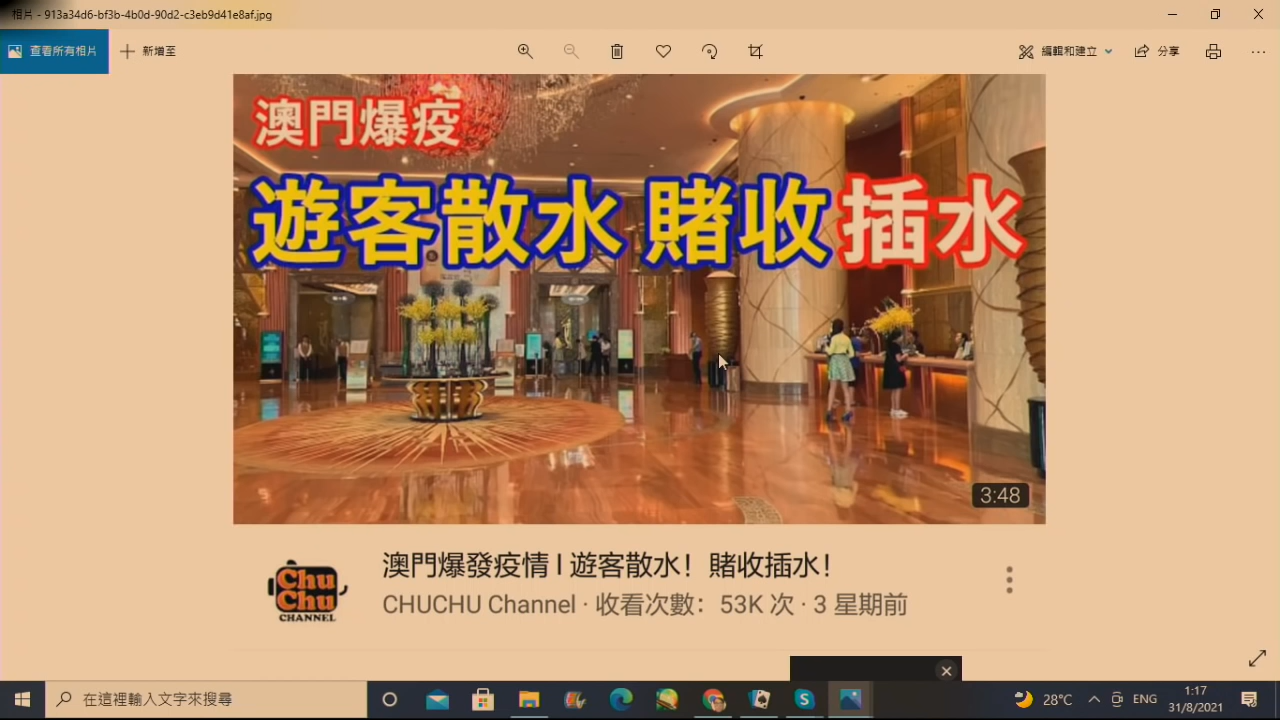 相片 - 913a34d6-bf3b-4b0d-90d2-c3eb9d41e8af.jpg
查看所有相片 新增至 編輯和建立 分享
澳門爆疫
遊客散水 賭收插水
3:48
澳門爆發疫情 l 遊客散水！賭收插水！
CHUCHU Channel · 收看次數：53K 次 · 3 星期前
Chu
Chu
CHANNEL
在這裡輸入文字來搜尋
28°C
ENG
1:17
31/8/2021